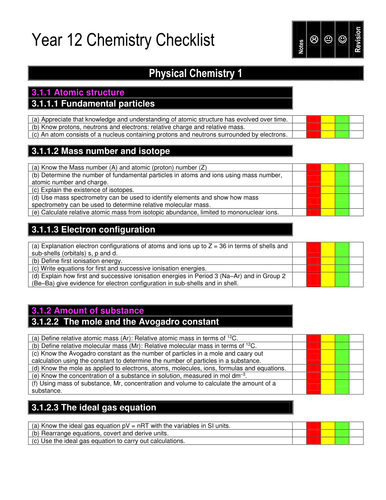 Year 12 Chemistry Checklist
Notes
Revision
Physical Chemistry 1
3.1.1 Atomic structure
3.1.1.1 Fundamental particles
(a) Appreciate that knowledge and understanding of atomic structure has evolved over time.
(b) Know protons, neutrons and electrons: relative charge and relative mass.
(c) An atom consists of a nucleus containing protons and neutrons surrounded by electrons.
3.1.1.2 Mass number and isotope
(a) Know the Mass number (A) and atomic (proton) number (Z)
(b) Determine the number of fundamental particles in atoms and ions using mass number,
atomic number and charge.
(c) Explain the existence of isotopes.
(d) Use mass spectrometry can be used to identify elements and show how mass
spectrometry can be used to determine relative molecular mass.
(e) Calculate relative atomic mass from isotopic abundance, limited to mononuclear ions.
3.1.1.3 Electron configuration
(a) Explanation electron configurations of atoms and ions up to Z = 36 in terms of shells and
sub-shells (orbitals) s, p and d.
(b) Define first ionisation energy.
(c) Write equations for first and successive ionisation energies.
(d) Explain how first and successive ionisation energies in Period 3 (Na–Ar) and in Group 2
(Be–Ba) give evidence for electron configuration in sub-shells and in shell.
3.1.2 Amount of substance
3.1.2.2 The mole and the Avogadro constant
(a) Define relative atomic mass (Ar): Relative atomic mass in terms of ¹²C.
(b) Define relative molecular mass (Mr): Relative molecular mass in terms of ¹²C.
(c) Know the Avogadro constant as the number of particles in a mole and caary out
calculation using the constant to determine the number of particles in a substance.
(d) Know the mole as applied to electrons, atoms, molecules, ions, formulas and equations.
(e) Know the concentration of a substance in solution, measured in mol dm⁻³.
(f) Using mass of substance, Mr, concentration and volume to calculate the amount of a
substance.
3.1.2.3 The ideal gas equation
(a) Know the ideal gas equation pV = nRT with the variables in SI units.
(b) Rearrange equations, covert and derive units.
(c) Use the ideal gas equation to carry out calculations.